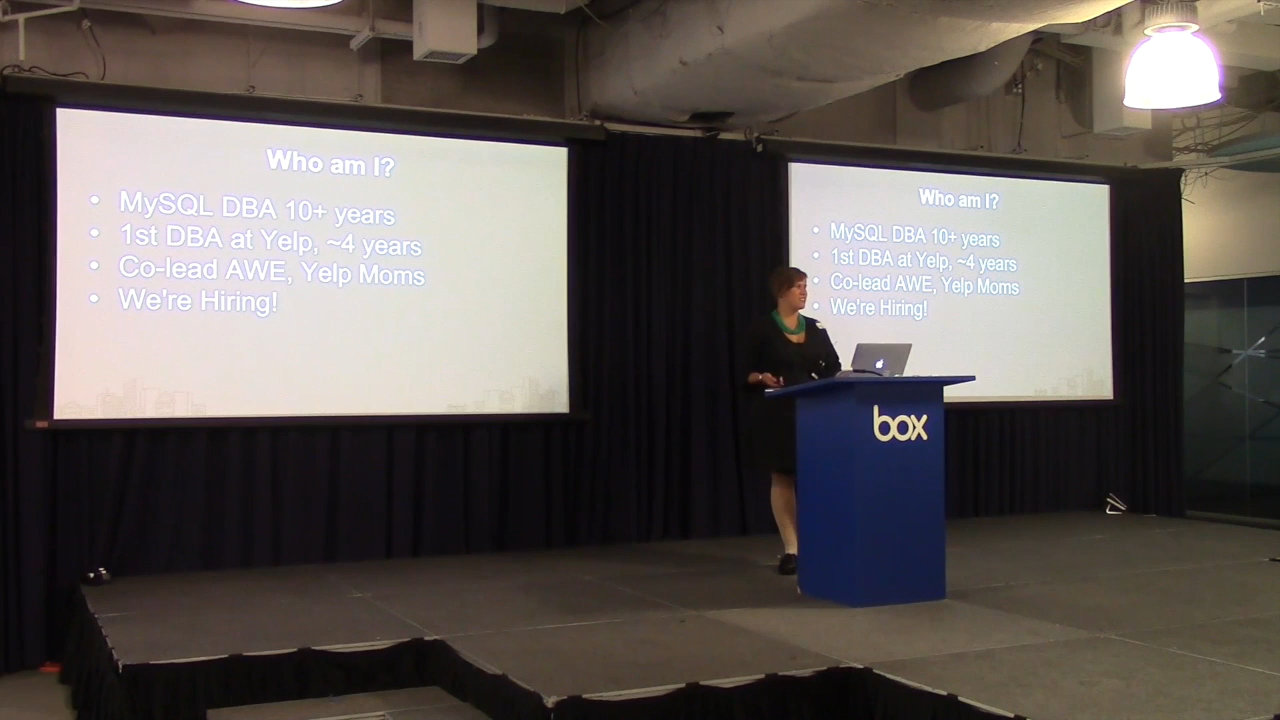 Who am I?
• MySQL DBA 10+ years
• 1st DBA at Yelp, ~4 years
• Co-lead AWE, Yelp Moms
• We're Hiring!
Who am I?
• MySQL DBA 10+ years
• 1st DBA at Yelp, ~4 years
• Co-lead AWE, Yelp Moms
• We're Hiring!
box